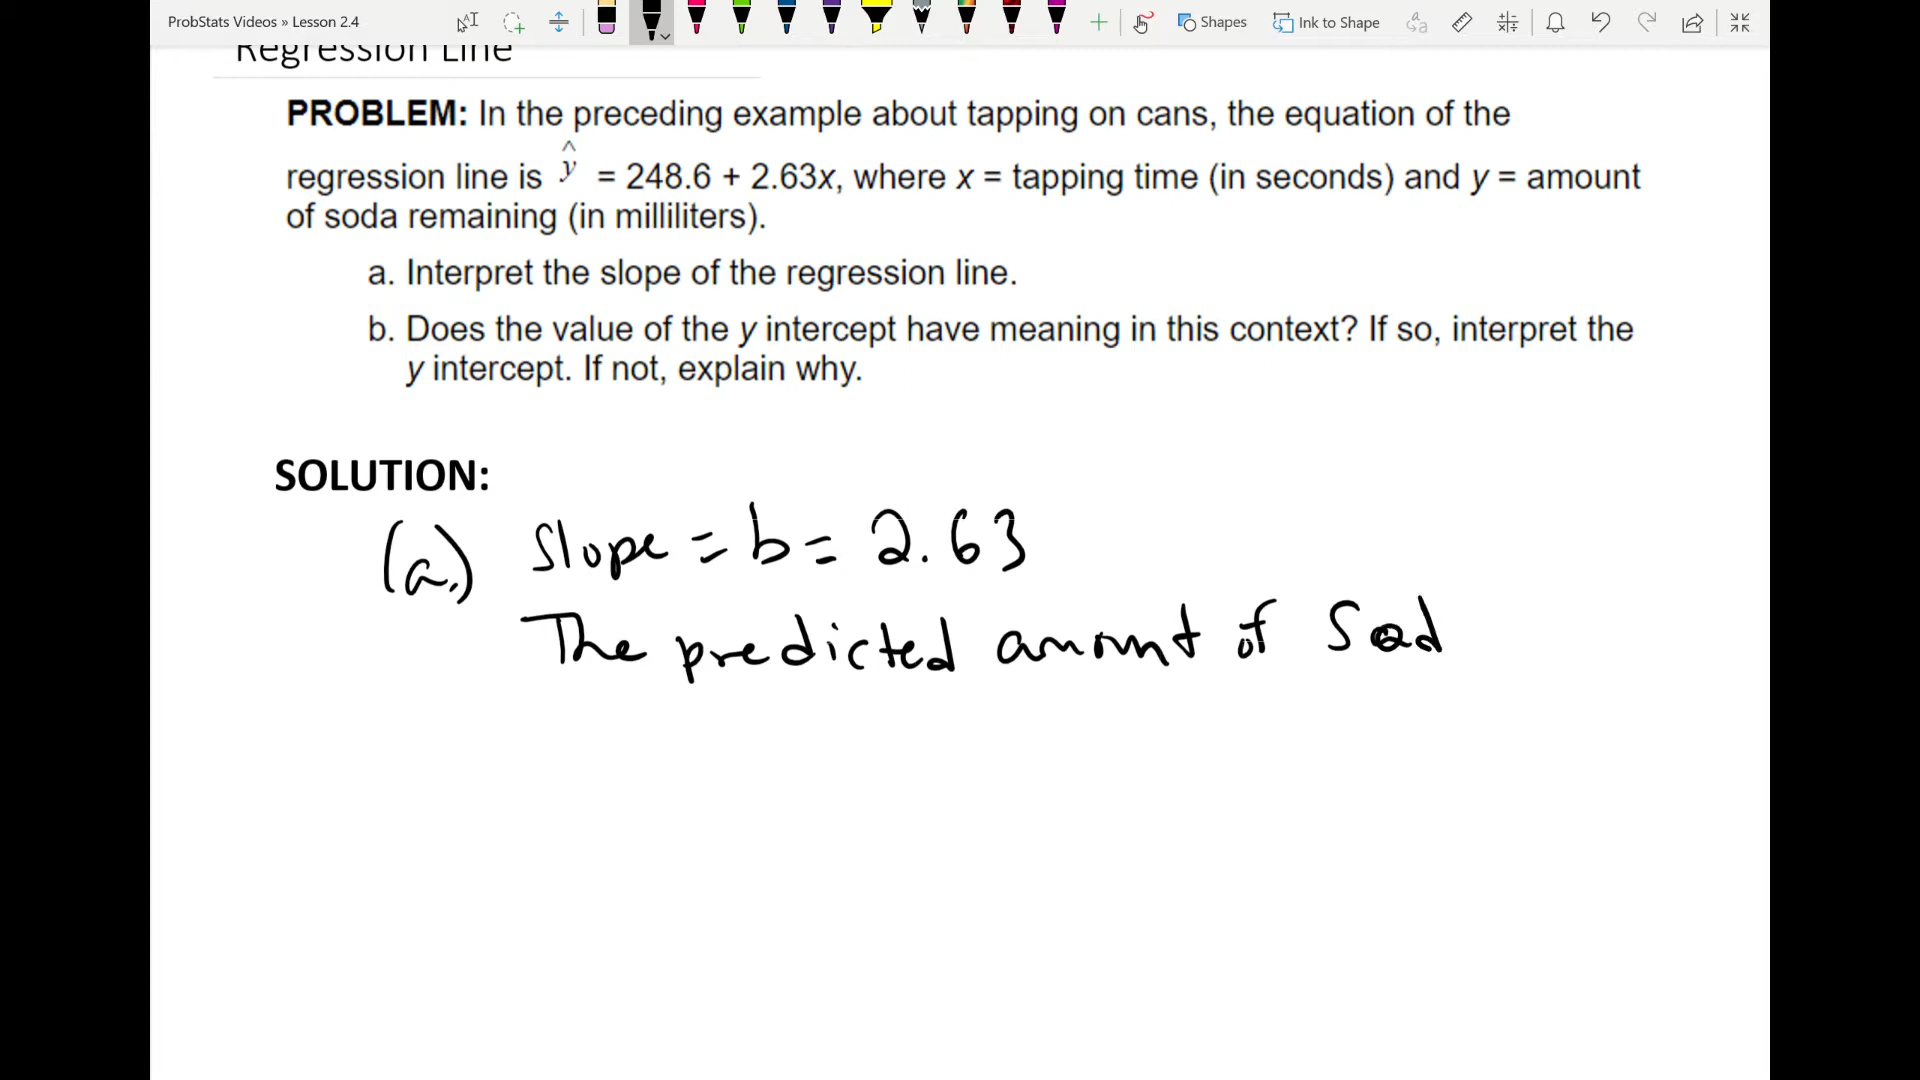 ProbStats Videos » Lesson 2.4
Shapes
Ink to Shape
Regression Line
PROBLEM: In the preceding example about tapping on cans, the equation of the
regression line is ŷ = 248.6 + 2.63x, where x = tapping time (in seconds) and y = amount
of soda remaining (in milliliters).
a. Interpret the slope of the regression line.
b. Does the value of the y intercept have meaning in this context? If so, interpret the
y intercept. If not, explain why.
SOLUTION:
(a.) slope = b = 2.63
The predicted amount of Sod